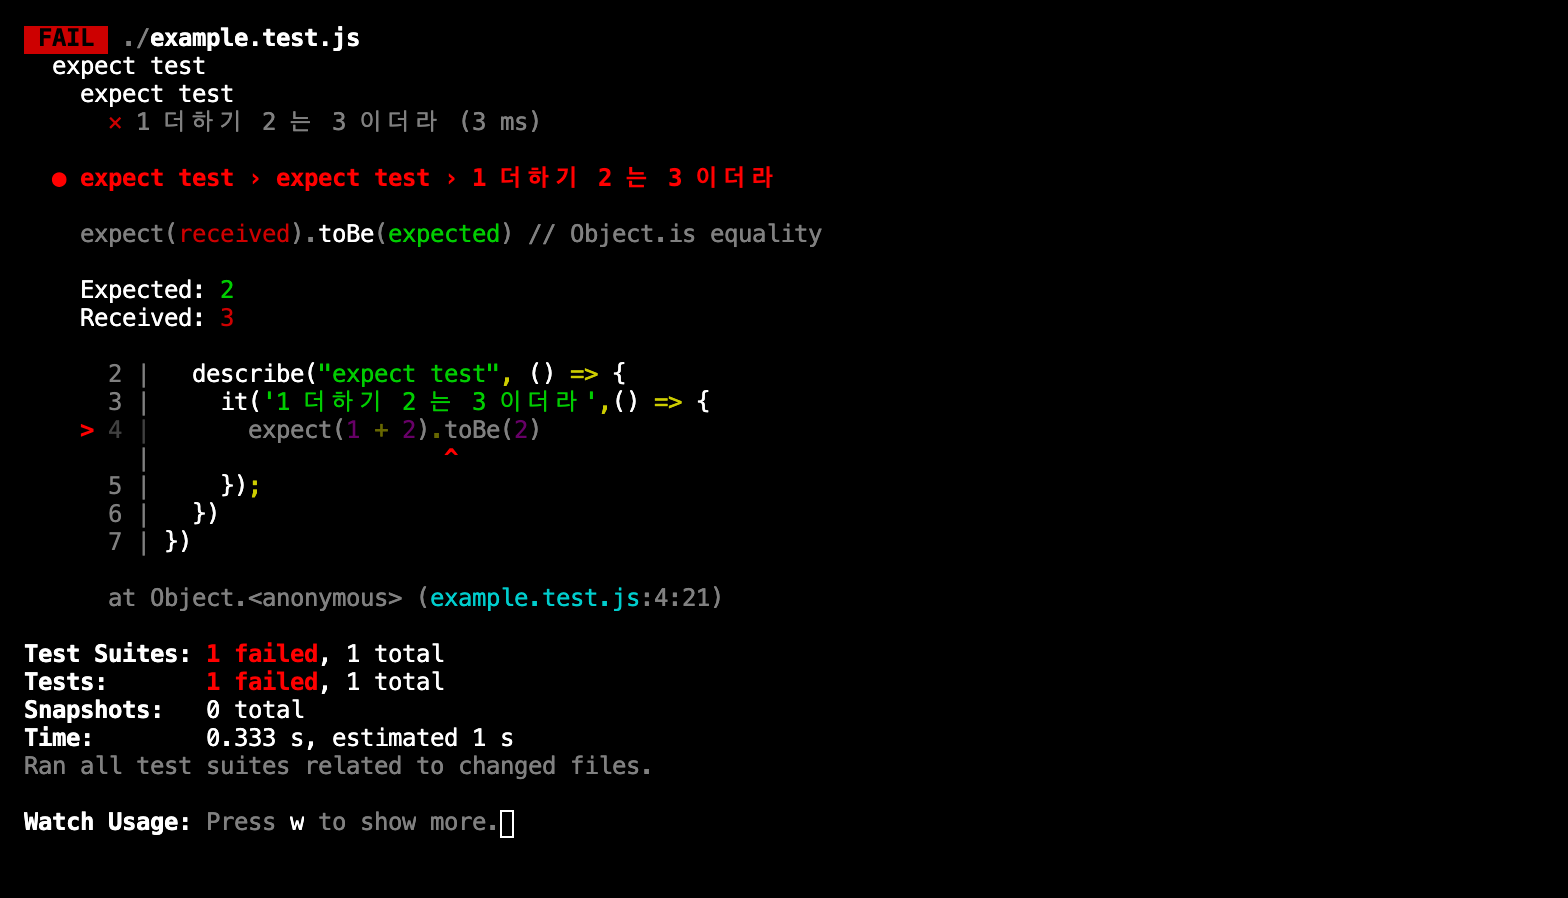 FAIL ./example.test.js
expect test
expect test
✕ 1 더하기 2 는 3 이더라 (3 ms)
● expect test › expect test › 1 더하기 2 는 3 이더라
expect(received).toBe(expected) // Object.is equality
Expected: 2
Received: 3
2 |   describe("expect test", () => {
3 |     it('1 더하기 2 는 3 이더라',() => {
> 4 |       expect(1 + 2).toBe(2)
|                     ^
5 |     });
6 |   })
7 | })
at Object.<anonymous> (example.test.js:4:21)
Test Suites: 1 failed, 1 total
Tests:       1 failed, 1 total
Snapshots:   0 total
Time:        0.333 s, estimated 1 s
Ran all test suites related to changed files.
Watch Usage: Press w to show more.